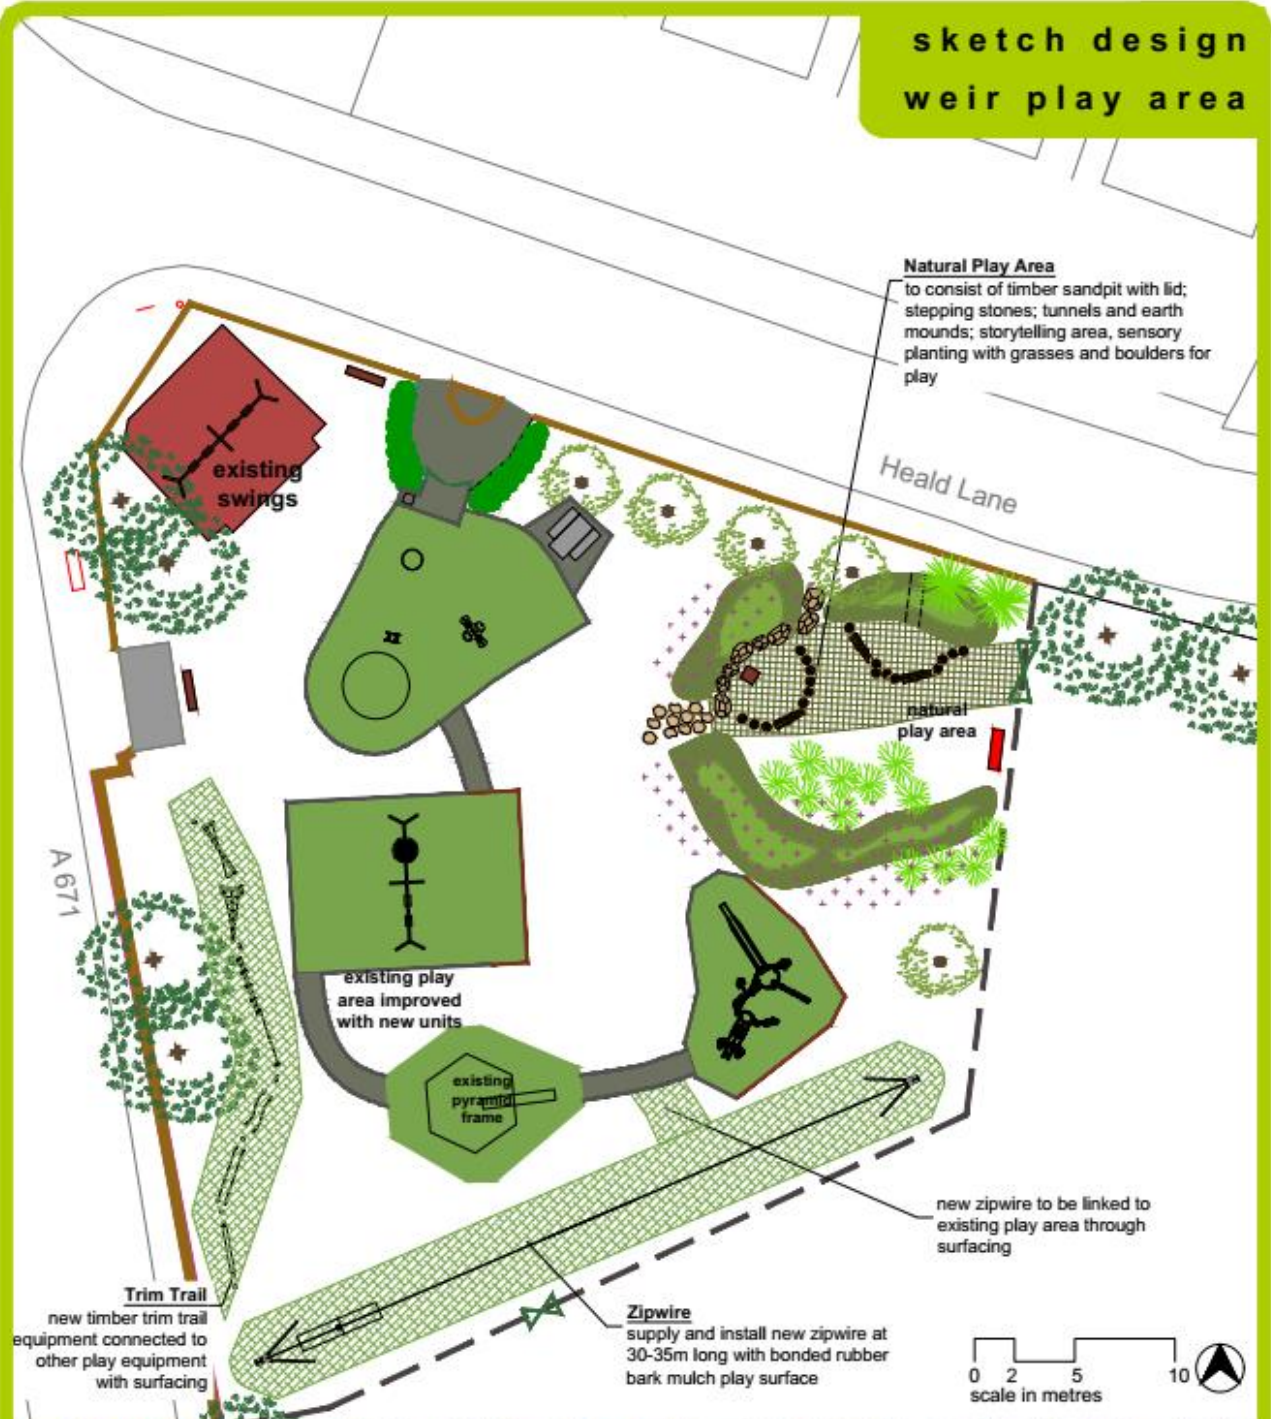 sketch design
weir play area
Natural Play Area
to consist of timber sandpit with lid;
stepping stones; tunnels and earth
mounds; storytelling area, sensory
planting with grasses and boulders for
play
Heald Lane
existing
swings
natural
play area
A 671
existing play
area improved
with new units
existing
pyramid
frame
new zipwire to be linked to
existing play area through
surfacing
Trim Trail
new timber trim trail
equipment connected to
other play equipment
with surfacing
Zipwire
supply and install new zipwire at
30-35m long with bonded rubber
bark mulch play surface
0 2 5 10
scale in metres